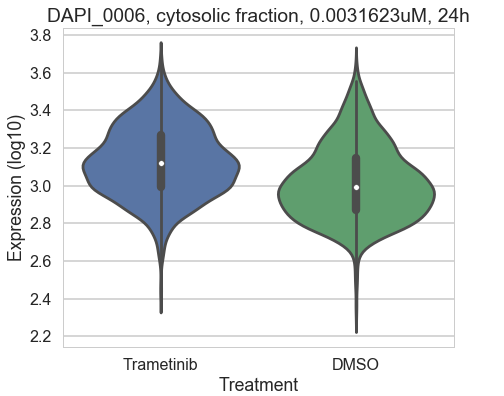 DAPI_0006, cytosolic fraction, 0.0031623uM, 24h
3.8
3.6
3.4
3.2
3.0
2.8
2.6
2.4
2.2
Expression (log10)
Trametinib DMSO
Treatment